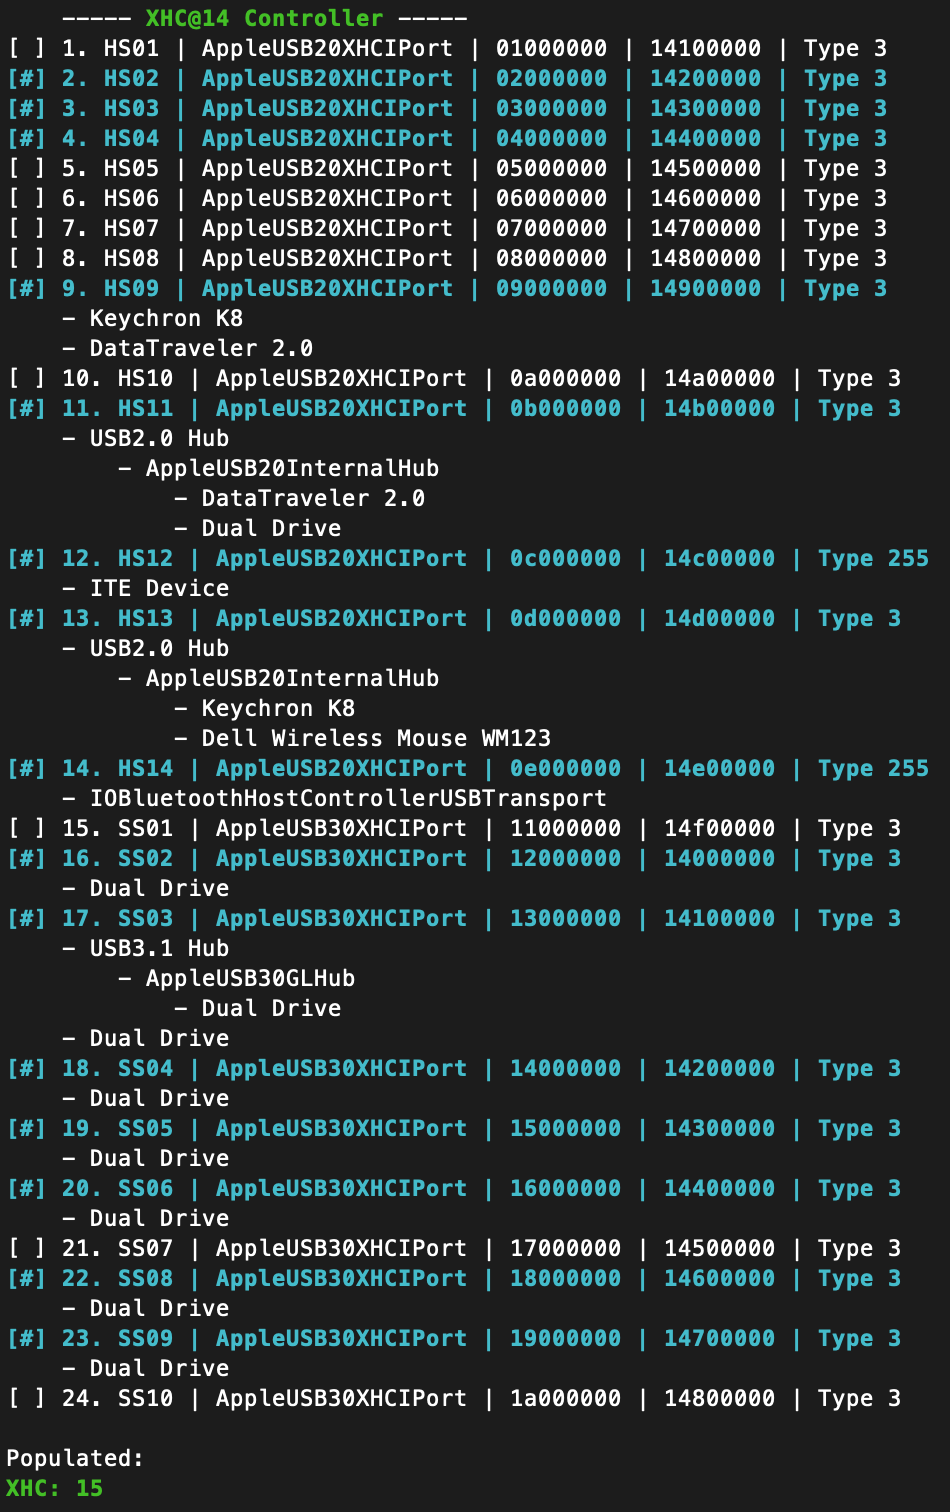 ----- XHC@14 Controller -----
[ ] 1. HS01 | AppleUSB20XHCIPort | 01000000 | 14100000 | Type 3
[#] 2. HS02 | AppleUSB20XHCIPort | 02000000 | 14200000 | Type 3
[#] 3. HS03 | AppleUSB20XHCIPort | 03000000 | 14300000 | Type 3
[#] 4. HS04 | AppleUSB20XHCIPort | 04000000 | 14400000 | Type 3
[ ] 5. HS05 | AppleUSB20XHCIPort | 05000000 | 14500000 | Type 3
[ ] 6. HS06 | AppleUSB20XHCIPort | 06000000 | 14600000 | Type 3
[ ] 7. HS07 | AppleUSB20XHCIPort | 07000000 | 14700000 | Type 3
[ ] 8. HS08 | AppleUSB20XHCIPort | 08000000 | 14800000 | Type 3
[#] 9. HS09 | AppleUSB20XHCIPort | 09000000 | 14900000 | Type 3
- Keychron K8
- DataTraveler 2.0
[ ] 10. HS10 | AppleUSB20XHCIPort | 0a000000 | 14a00000 | Type 3
[#] 11. HS11 | AppleUSB20XHCIPort | 0b000000 | 14b00000 | Type 3
- USB2.0 Hub
- AppleUSB20InternalHub
- DataTraveler 2.0
- Dual Drive
[#] 12. HS12 | AppleUSB20XHCIPort | 0c000000 | 14c00000 | Type 255
- ITE Device
[#] 13. HS13 | AppleUSB20XHCIPort | 0d000000 | 14d00000 | Type 3
- USB2.0 Hub
- AppleUSB20InternalHub
- Keychron K8
- Dell Wireless Mouse WM123
[#] 14. HS14 | AppleUSB20XHCIPort | 0e000000 | 14e00000 | Type 255
- IOBluetoothHostControllerUSBTransport
[ ] 15. SS01 | AppleUSB30XHCIPort | 11000000 | 14f00000 | Type 3
[#] 16. SS02 | AppleUSB30XHCIPort | 12000000 | 14000000 | Type 3
- Dual Drive
[#] 17. SS03 | AppleUSB30XHCIPort | 13000000 | 14100000 | Type 3
- USB3.1 Hub
- AppleUSB30GLHub
- Dual Drive
- Dual Drive
[#] 18. SS04 | AppleUSB30XHCIPort | 14000000 | 14200000 | Type 3
- Dual Drive
[#] 19. SS05 | AppleUSB30XHCIPort | 15000000 | 14300000 | Type 3
- Dual Drive
[#] 20. SS06 | AppleUSB30XHCIPort | 16000000 | 14400000 | Type 3
- Dual Drive
[ ] 21. SS07 | AppleUSB30XHCIPort | 17000000 | 14500000 | Type 3
[#] 22. SS08 | AppleUSB30XHCIPort | 18000000 | 14600000 | Type 3
- Dual Drive
[#] 23. SS09 | AppleUSB30XHCIPort | 19000000 | 14700000 | Type 3
- Dual Drive
[ ] 24. SS10 | AppleUSB30XHCIPort | 1a000000 | 14800000 | Type 3
Populated:
XHC: 15